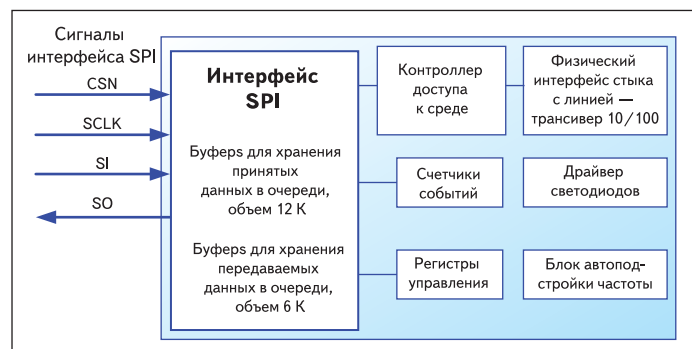 Сигналы
интерфейса SPI
CSN
SCLK
SI
SO
Интерфейс
SPI
Буферs для хранения
принятых
данных в очереди,
объем 12 К
Буферs для хранения
передаваемых
данных в очереди,
объем 6 К
Контроллер
доступа
к среде
Физический
интерфейс стыка
с линией —
трансивер 10/100
Счетчики
событий
Драйвер
светодиодов
Регистры
управления
Блок автопод-
стройки частоты